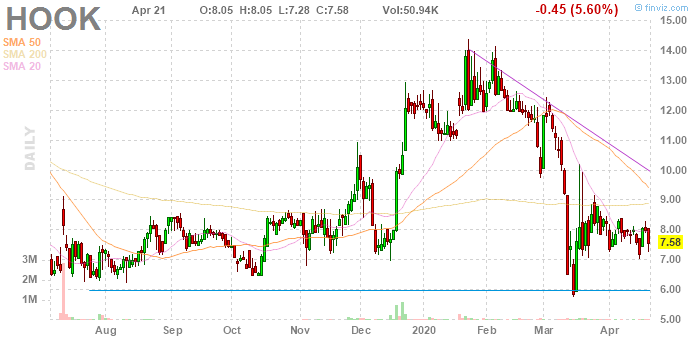 HOOK
Apr 21 O:8.05 H:8.05 L:7.28 C:7.58 Vol:50.94K -0.45 (5.60%)
© finviz.com
SMA 50
SMA 200
SMA 20
DAILY
15.00
14.00
13.00
12.00
11.00
10.00
9.00
8.00
7.58
7.00
6.00
5.00
3M
2M
1M
Aug Sep Oct Nov Dec 2020 Feb Mar Apr